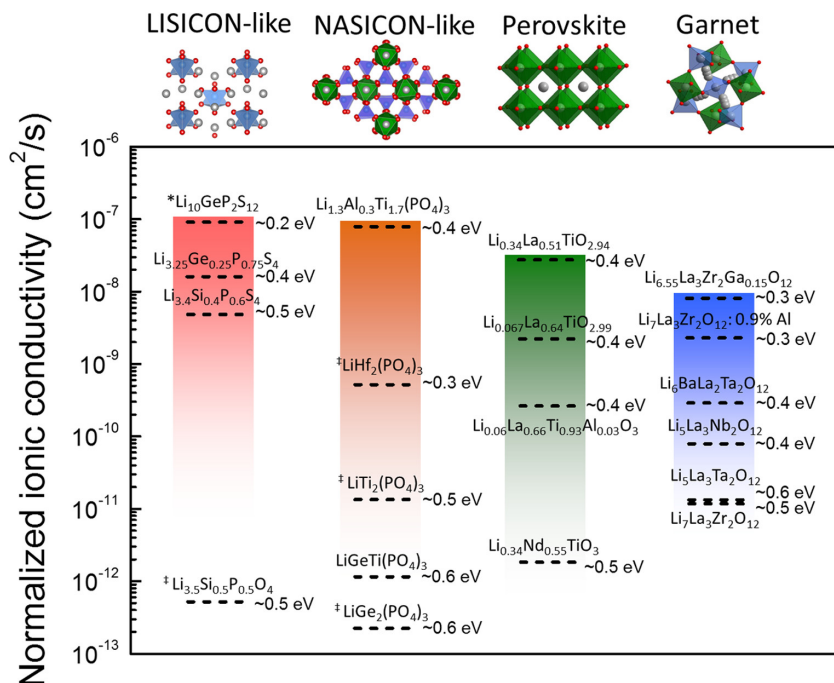 LISICON-like NASICON-like Perovskite Garnet
Normalized ionic conductivity (cm²/s)
10⁻⁶
10⁻⁷
10⁻⁸
10⁻⁹
10⁻¹⁰
10⁻¹¹
10⁻¹²
10⁻¹³
*Li₁₀GeP₂S₁₂
~0.2 eV
Li₃.₂₅Ge₀.₂₅P₀.₇₅S₄
~0.4 eV
Li₃.₄Si₀.₄P₀.₆S₄
~0.5 eV
‡Li₃.₅Si₀.₅P₀.₅O₄
~0.5 eV
Li₁.₃Al₀.₃Ti₁.₇(PO₄)₃
~0.4 eV
‡LiHf₂(PO₄)₃
~0.3 eV
‡LiTi₂(PO₄)₃
~0.5 eV
LiGeTi(PO₄)₃
~0.6 eV
‡LiGe₂(PO₄)₃
~0.6 eV
Li₀.₃₄La₀.₅₁TiO₂.₉₄
~0.4 eV
Li₀.₀₆₇La₀.₆₄TiO₂.₉₉
~0.4 eV
~0.4 eV
Li₀.₀₆La₀.₆₆Ti₀.₉₃Al₀.₀₃O₃
Li₀.₃₄Nd₀.₅₅TiO₃
~0.5 eV
Li₆.₅₅La₃Zr₂Ga₀.₁₅O₁₂
~0.3 eV
Li₇La₃Zr₂O₁₂: 0.9% Al
~0.3 eV
Li₆BaLa₂Ta₂O₁₂
~0.4 eV
Li₅La₃Nb₂O₁₂
~0.4 eV
Li₅La₃Ta₂O₁₂
~0.6 eV
~0.5 eV
Li₇La₃Zr₂O₁₂